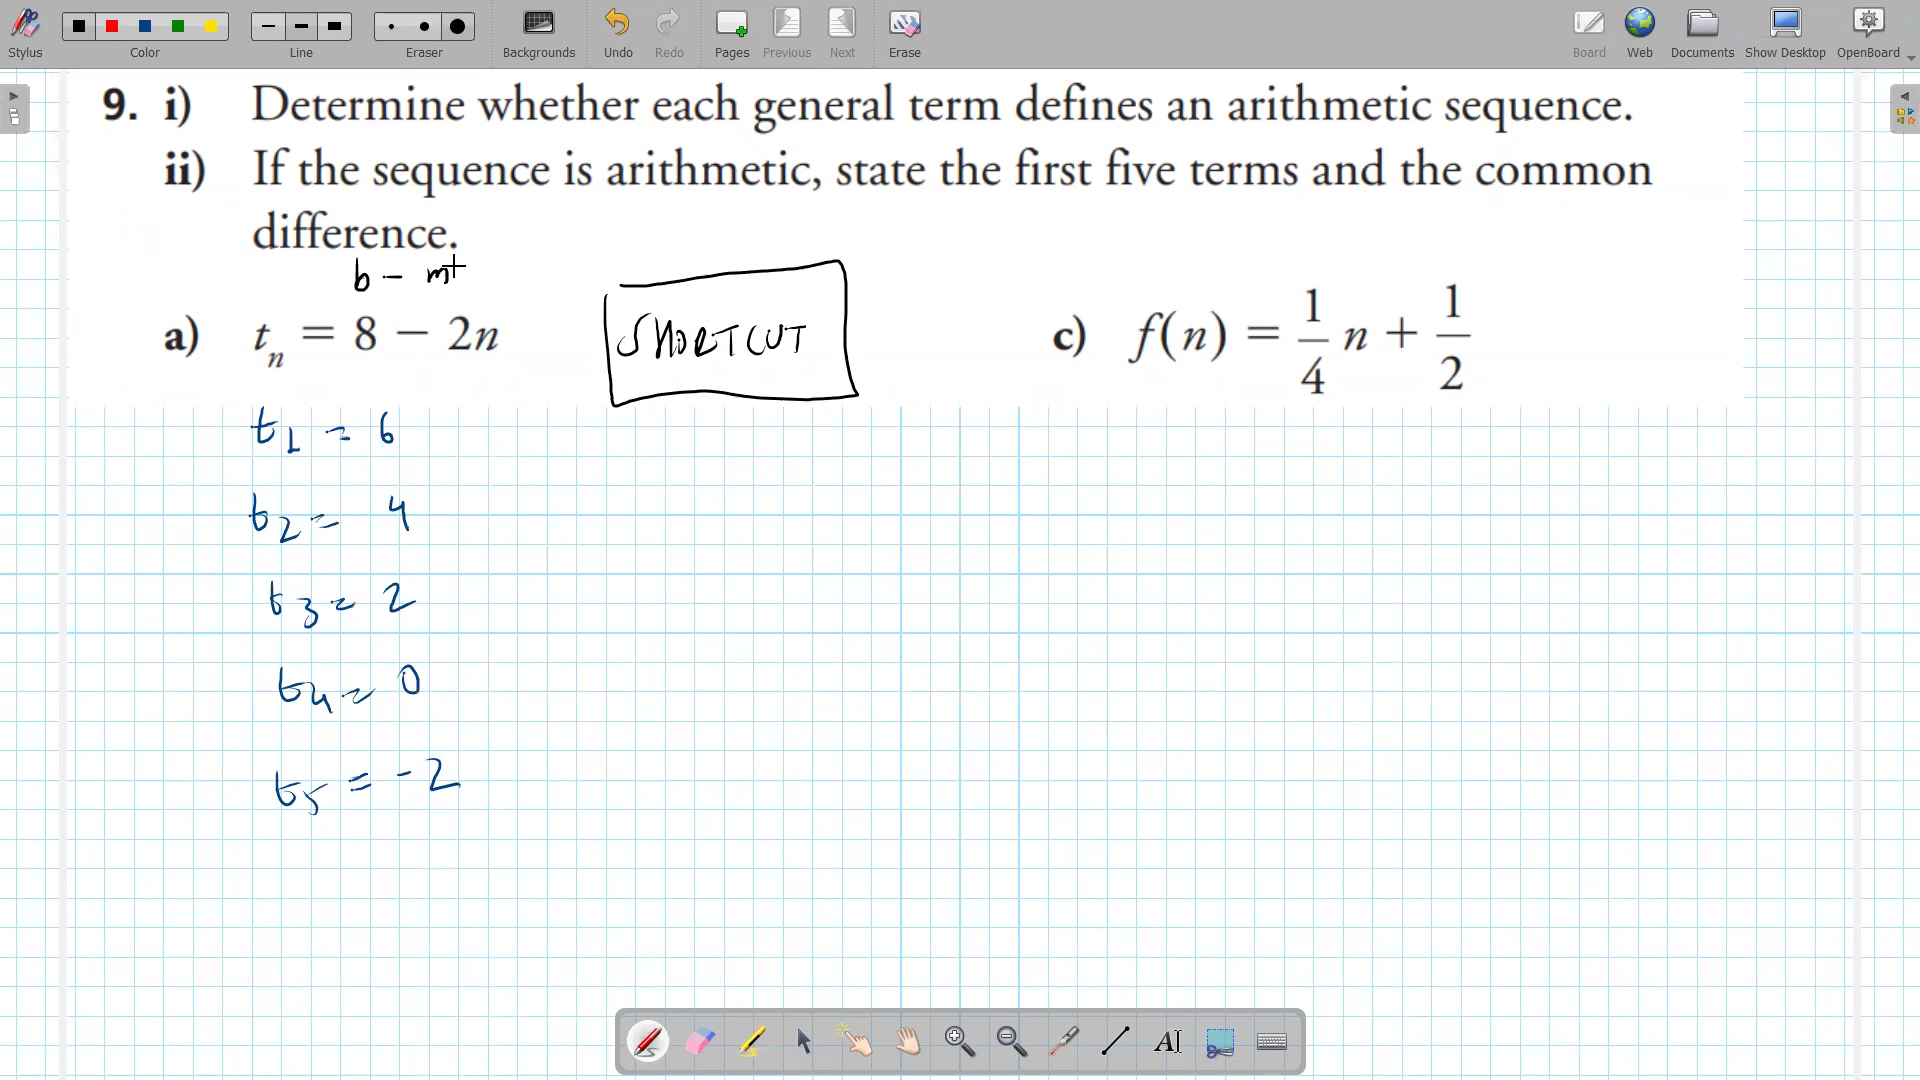 Stylus
Color
Line
Eraser
Backgrounds
Undo
Redo
Pages
Previous
Next
Erase
Board
Web
Documents
Show Desktop
OpenBoard
9. i) Determine whether each general term defines an arithmetic sequence.
ii) If the sequence is arithmetic, state the first five terms and the common
difference.
b - m
a) tₙ = 8 − 2n
SHORTCUT
c) f(n) = 1/4 n + 1/2
t₁ = 6
t₂ = 4
t₃ = 2
t₄ = 0
t₅ = -2